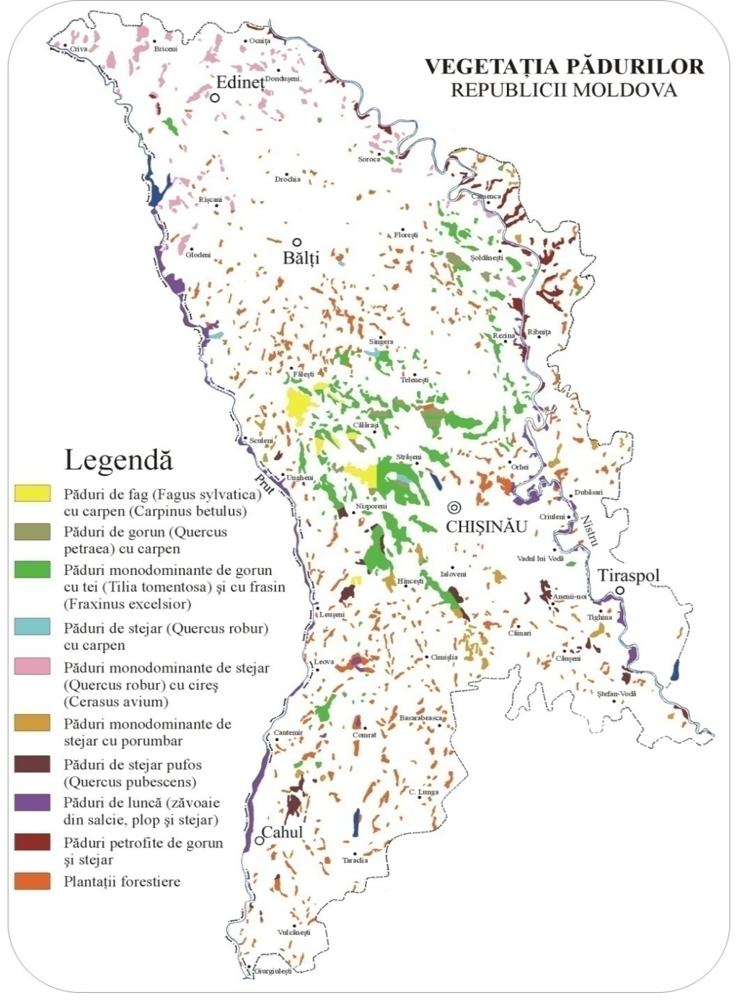 VEGETAȚIA PĂDURILOR
REPUBLICII MOLDOVA
Criva
Briceni
Ocnița
Edineț
Dondușeni
Soroca
Drochia
Camenca
Rîșcani
Florești
Glodeni
Bălți
Șoldănești
Rezina
Rîbnița
Sîngera
Fălești
Telenești
Călărași
Sculeni
Strășeni
Orhei
Ungheni
Prut
Dubăsari
Nisporeni
Criuleni
Nistru
CHIȘINĂU
Vadul lui Vodă
Ialoveni
Tiraspol
Hîncești
Anenii-noi
Leușeni
Tighina
Căinari
Leova
Cimișlia
Căușeni
Ștefan-Vodă
Basarabeasca
Cantemir
Comrat
C. Lunga
Cahul
Taraclia
Vulcănești
Giurgiulești
Legendă
Păduri de fag (Fagus sylvatica)
cu carpen (Carpinus betulus)
Păduri de gorun (Quercus
petraea) cu carpen
Păduri monodominante de gorun
cu tei (Tilia tomentosa) şi cu frasin
(Fraxinus excelsior)
Păduri de stejar (Quercus robur)
cu carpen
Păduri monodominante de stejar
(Quercus robur) cu cireş
(Cerasus avium)
Păduri monodominante de
stejar cu porumbar
Păduri de stejar pufos
(Quercus pubescens)
Păduri de luncă (zăvoaie
din salcie, plop şi stejar)
Păduri petrofite de gorun
şi stejar
Plantații forestiere